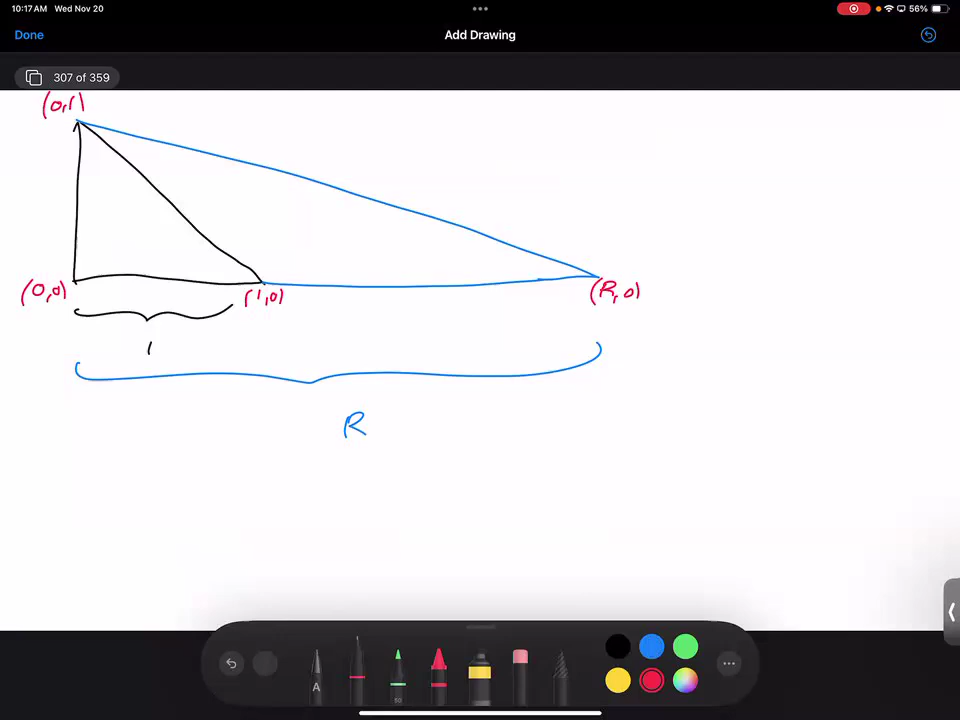 10:17 AM Wed Nov 20
56%
Done
Add Drawing
307 of 359
(0,1)
(0,0)
(1,0)
(R,0)
1
R
A
60